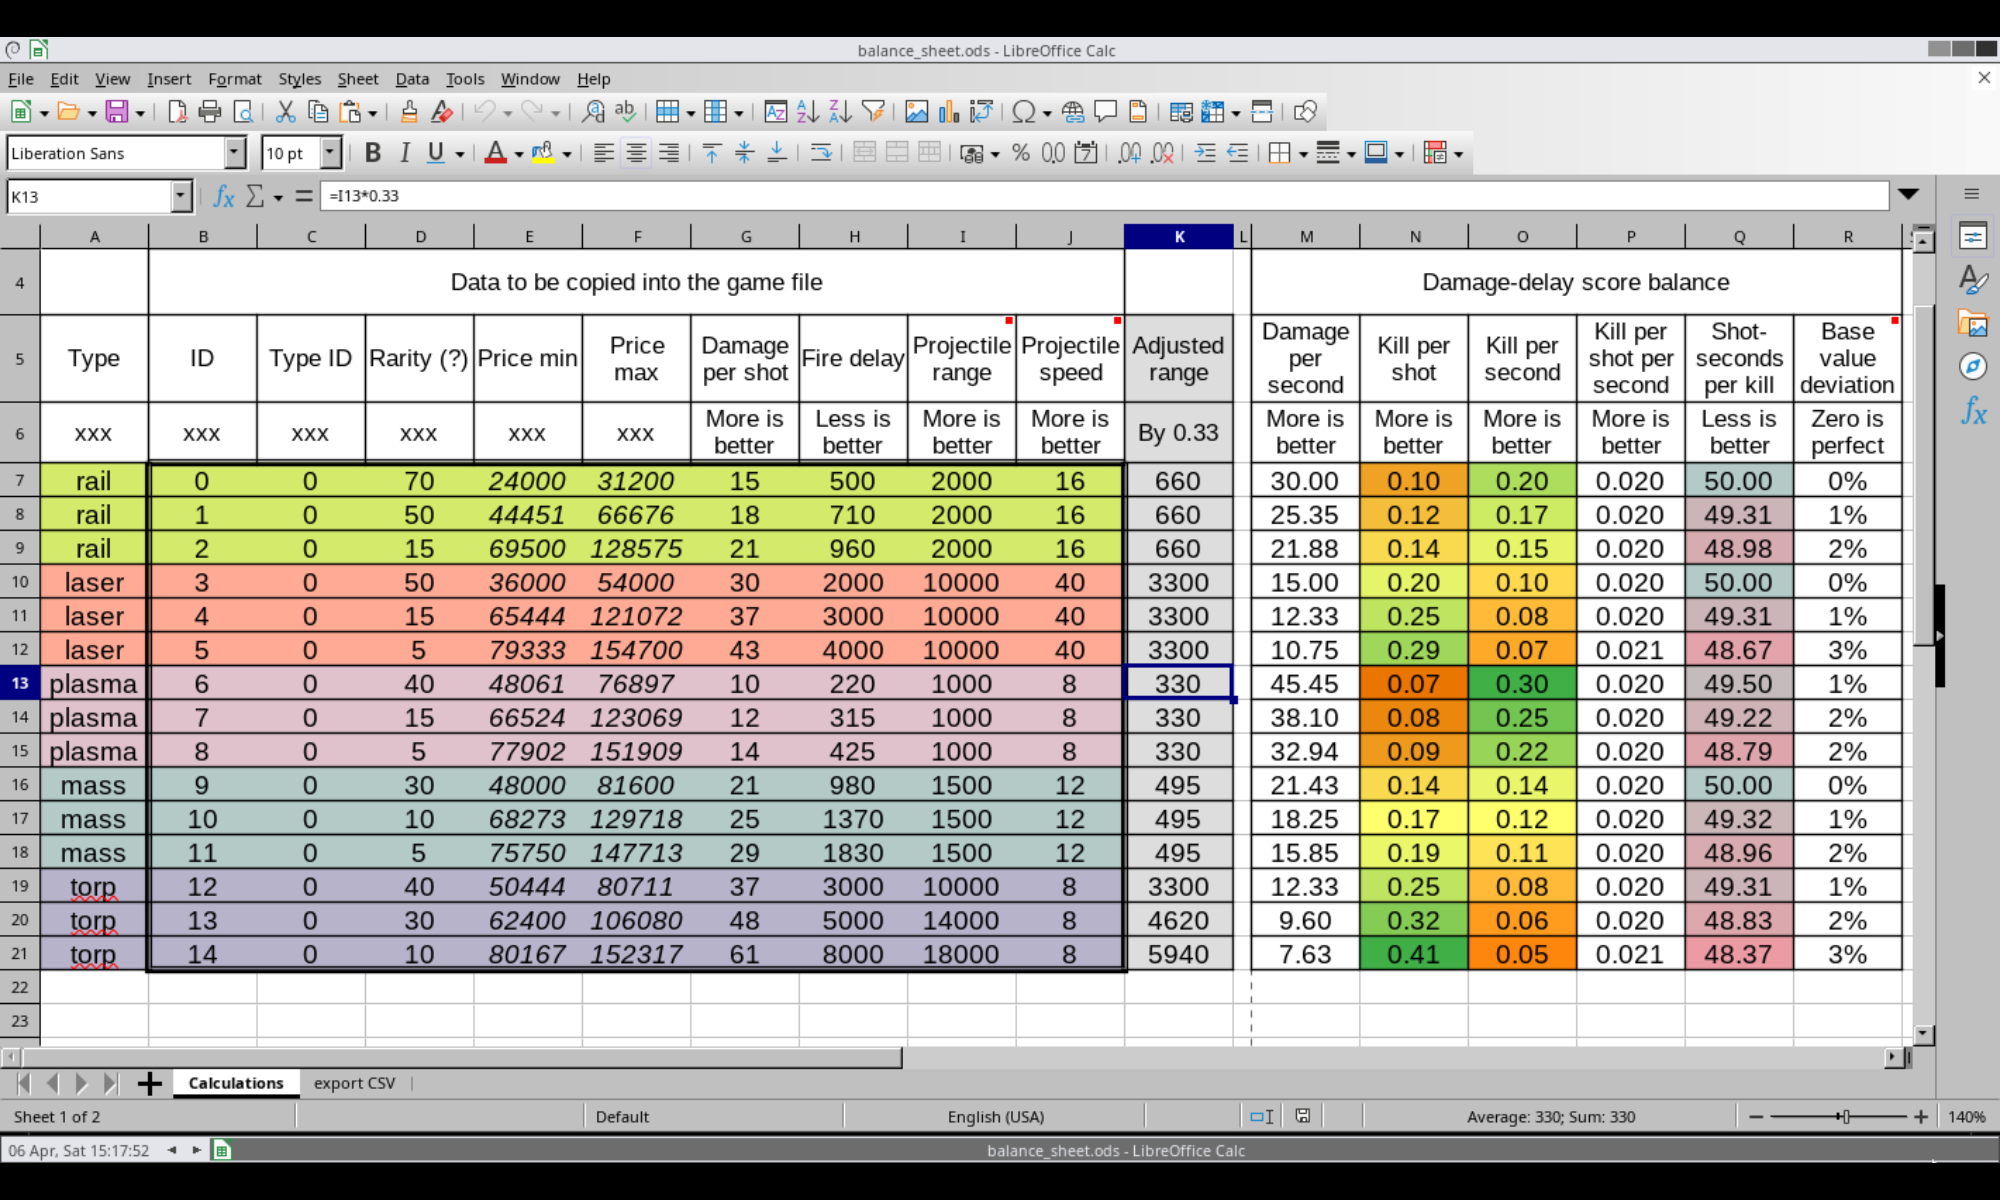 balance_sheet.ods - LibreOffice Calc
File Edit View Insert Format Styles Sheet Data Tools Window Help
Liberation Sans 10 pt
K13 =I13*0.33
A B C D E F G H I J K L M N O P Q R
4 Data to be copied into the game file Damage-delay score balance
5 Type ID Type ID Rarity (?) Price min Price max Damage per shot Fire delay Projectile range Projectile speed Adjusted range Damage per second Kill per shot Kill per second Kill per shot per second Shot-seconds per kill Base value deviation
6 xxx xxx xxx xxx xxx xxx More is better Less is better More is better More is better By 0.33 More is better More is better More is better More is better Less is better Zero is perfect
7 rail 0 0 70 24000 31200 15 500 2000 16 660 30.00 0.10 0.20 0.020 50.00 0%
8 rail 1 0 50 44451 66676 18 710 2000 16 660 25.35 0.12 0.17 0.020 49.31 1%
9 rail 2 0 15 69500 128575 21 960 2000 16 660 21.88 0.14 0.15 0.020 48.98 2%
10 laser 3 0 50 36000 54000 30 2000 10000 40 3300 15.00 0.20 0.10 0.020 50.00 0%
11 laser 4 0 15 65444 121072 37 3000 10000 40 3300 12.33 0.25 0.08 0.020 49.31 1%
12 laser 5 0 5 79333 154700 43 4000 10000 40 3300 10.75 0.29 0.07 0.021 48.67 3%
13 plasma 6 0 40 48061 76897 10 220 1000 8 330 45.45 0.07 0.30 0.020 49.50 1%
14 plasma 7 0 15 66524 123069 12 315 1000 8 330 38.10 0.08 0.25 0.020 49.22 2%
15 plasma 8 0 5 77902 151909 14 425 1000 8 330 32.94 0.09 0.22 0.020 48.79 2%
16 mass 9 0 30 48000 81600 21 980 1500 12 495 21.43 0.14 0.14 0.020 50.00 0%
17 mass 10 0 10 68273 129718 25 1370 1500 12 495 18.25 0.17 0.12 0.020 49.32 1%
18 mass 11 0 5 75750 147713 29 1830 1500 12 495 15.85 0.19 0.11 0.020 48.96 2%
19 torp 12 0 40 50444 80711 37 3000 10000 8 3300 12.33 0.25 0.08 0.020 49.31 1%
20 torp 13 0 30 62400 106080 48 5000 14000 8 4620 9.60 0.32 0.06 0.020 48.83 2%
21 torp 14 0 10 80167 152317 61 8000 18000 8 5940 7.63 0.41 0.05 0.021 48.37 3%
22
23
Calculations export CSV
Sheet 1 of 2 Default English (USA) Average: 330; Sum: 330 140%
06 Apr, Sat 15:17:52 balance_sheet.ods - LibreOffice Calc